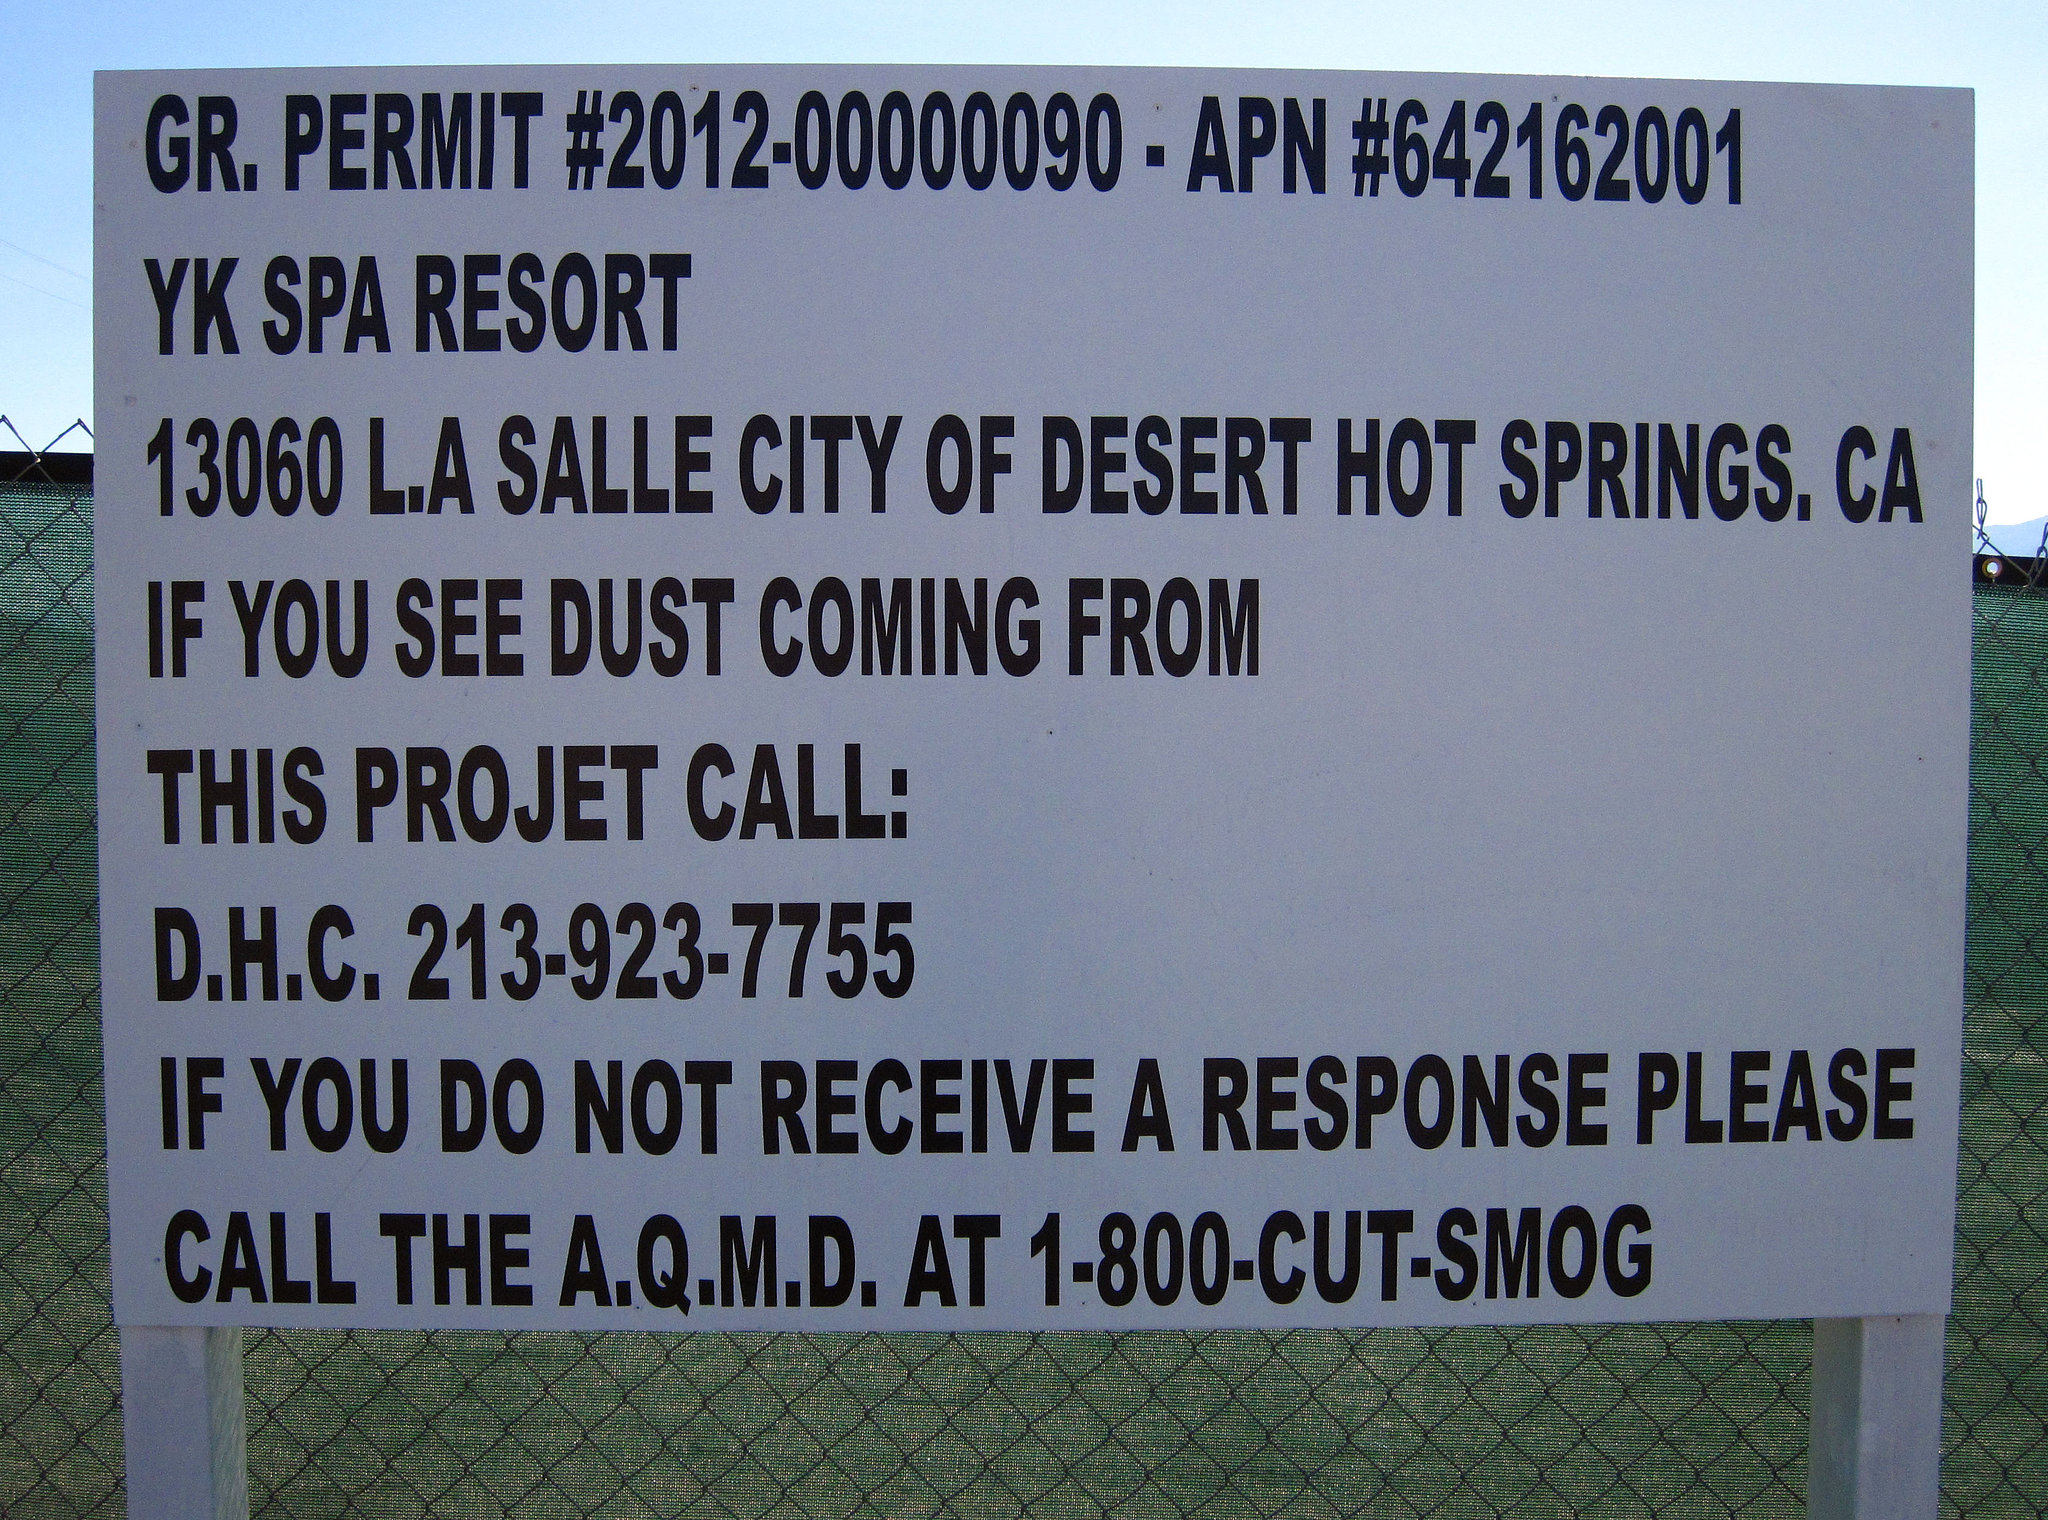 GR. PERMIT #2012-00000090 - APN #642162001
YK SPA RESORT
13060 L.A SALLE CITY OF DESERT HOT SPRINGS. CA
IF YOU SEE DUST COMING FROM
THIS PROJET CALL:
D.H.C. 213-923-7755
IF YOU DO NOT RECEIVE A RESPONSE PLEASE
CALL THE A.Q.M.D. AT 1-800-CUT-SMOG